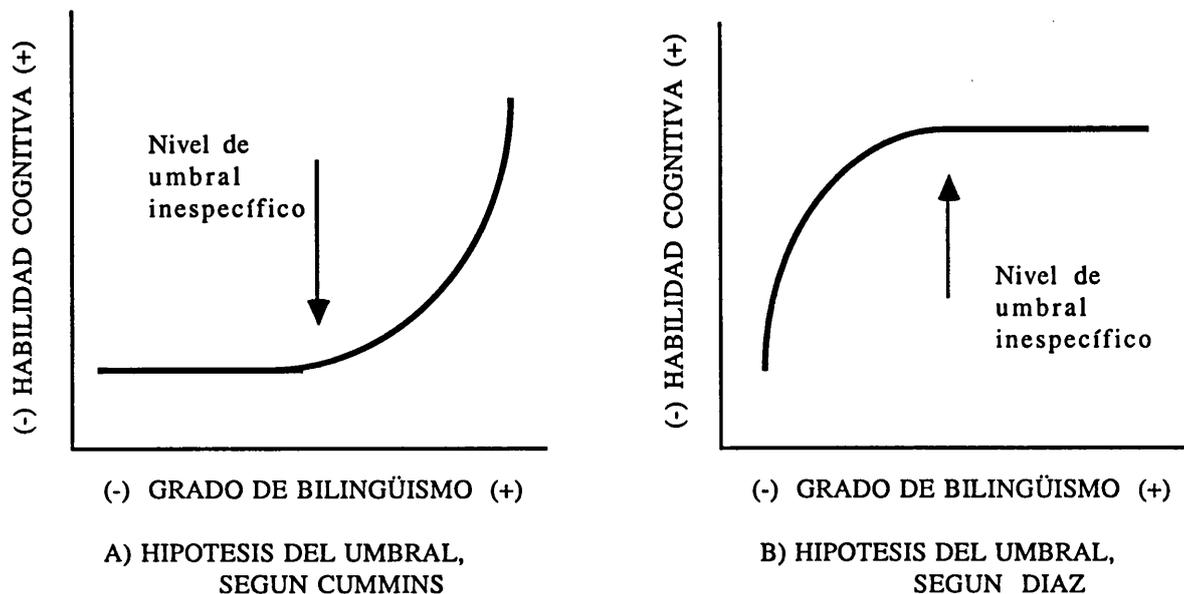 (-) HABILIDAD COGNITIVA (+)
Nivel de
umbral
inespecífico
(-) GRADO DE BILINGÜISMO (+)
A) HIPOTESIS DEL UMBRAL,
SEGUN CUMMINS
(-) HABILIDAD COGNITIVA (+)
Nivel de
umbral
inespecífico
(-) GRADO DE BILINGÜISMO (+)
B) HIPOTESIS DEL UMBRAL,
SEGUN DIAZ